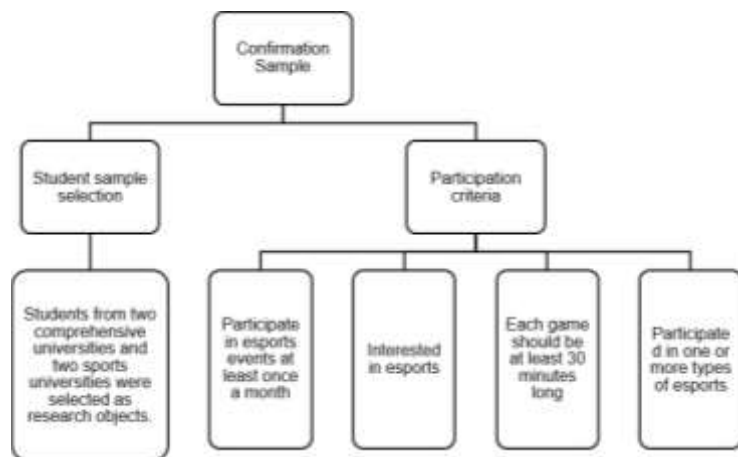 Confirmation
Sample
Student sample
selection
Participation
criteria
Students from two
comprehensive
universities and
two sports
universities were
selected as
research objects.
Participate
in esports
events at
least once
a month
Interested
in esports
Each game
should be
at least 30
minutes
long
Participate
d in one or
more types
of esports.